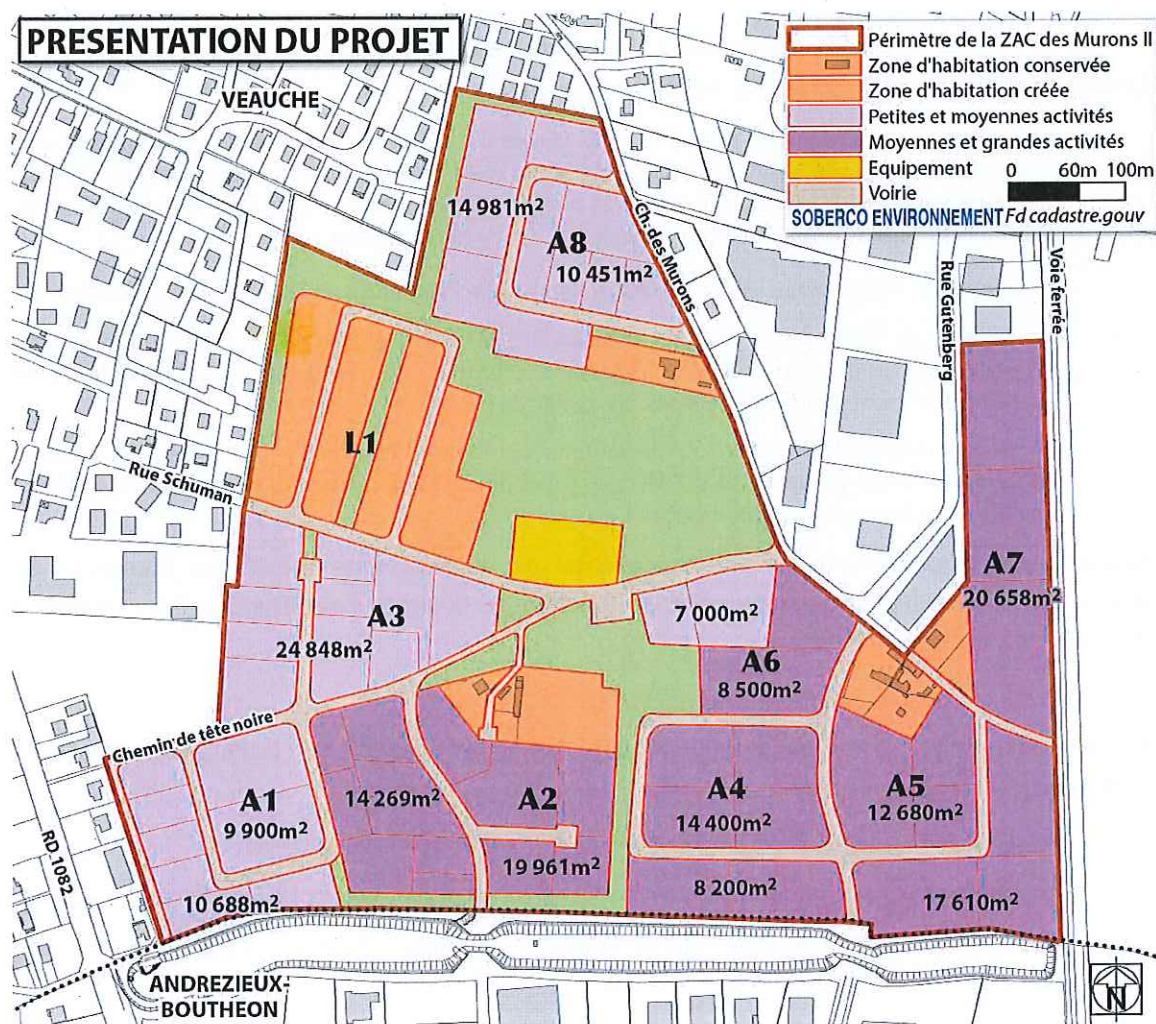 PRESENTATION DU PROJET
VEAUCHE
Périmètre de la ZAC des Murons II
Zone d'habitation conservée
Zone d'habitation créée
Petites et moyennes activités
Moyennes et grandes activités
Equipement
0 60m 100m
Voirie
SOBERCO ENVIRONNEMENT Fd cadastre.gouv
14 981m²
A8
10 451m²
Ch. des Murons
Rue Gutenberg
Voie ferrée
L1
Rue Schuman
A7
20 658m²
A3
24 848m²
7 000m²
A6
8 500m²
Chemin de tête noire
A1
9 900m²
14 269m²
A2
19 961m²
A4
14 400m²
A5
12 680m²
RD 1082
10 688m²
8 200m²
17 610m²
ANDREZIEUX-
BOUTHEON
N